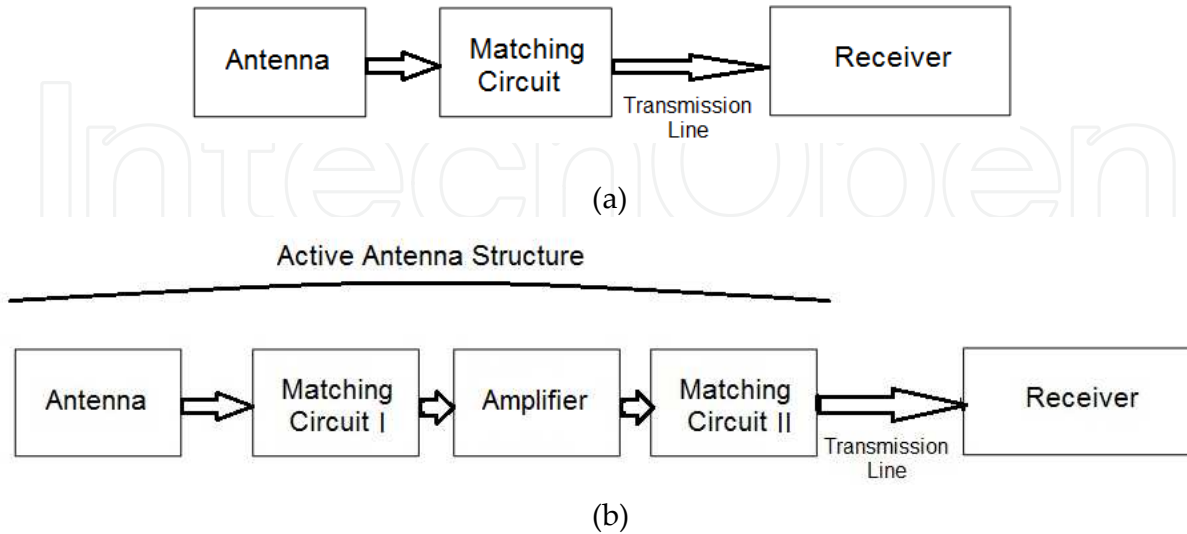 Antenna
Matching
Circuit
Transmission
Line
Receiver
IntechOpen
(a)
Active Antenna Structure
Antenna
Matching
Circuit I
Amplifier
Matching
Circuit II
Transmission
Line
Receiver
(b)